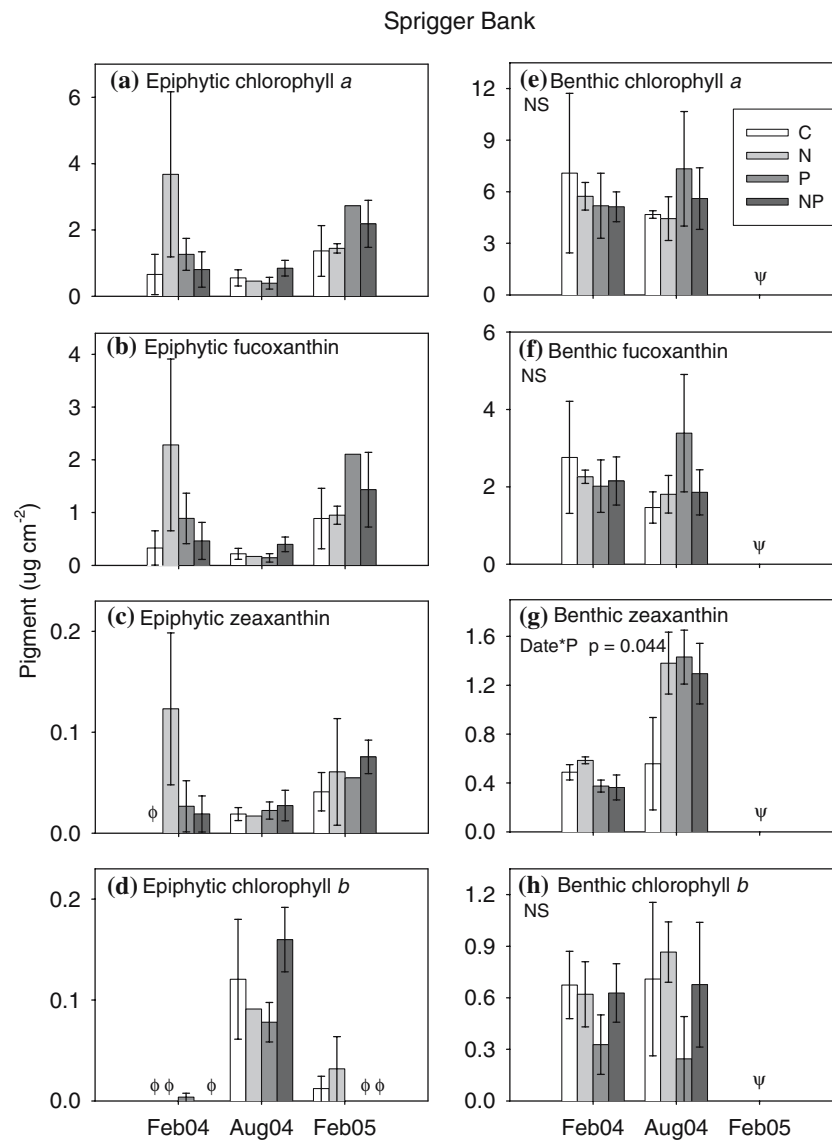 Sprigger Bank
Pigment (ug cm-2)
(a) Epiphytic chlorophyll a
6
4
2
0
(b) Epiphytic fucoxanthin
4
3
2
1
0
(c) Epiphytic zeaxanthin
0.2
0.1
0.0
ϕ
(d) Epiphytic chlorophyll b
0.2
0.1
0.0
ϕ ϕ ϕ ϕ ϕ
Feb04 Aug04 Feb05
(e) Benthic chlorophyll a
NS
12
9
6
3
0
C
N
P
NP
ψ
(f) Benthic fucoxanthin
NS
6
4
2
0
ψ
(g) Benthic zeaxanthin
Date*P p = 0.044
1.6
1.2
0.8
0.4
0.0
ψ
(h) Benthic chlorophyll b
NS
1.2
0.9
0.6
0.3
0.0
ψ
Feb04 Aug04 Feb05